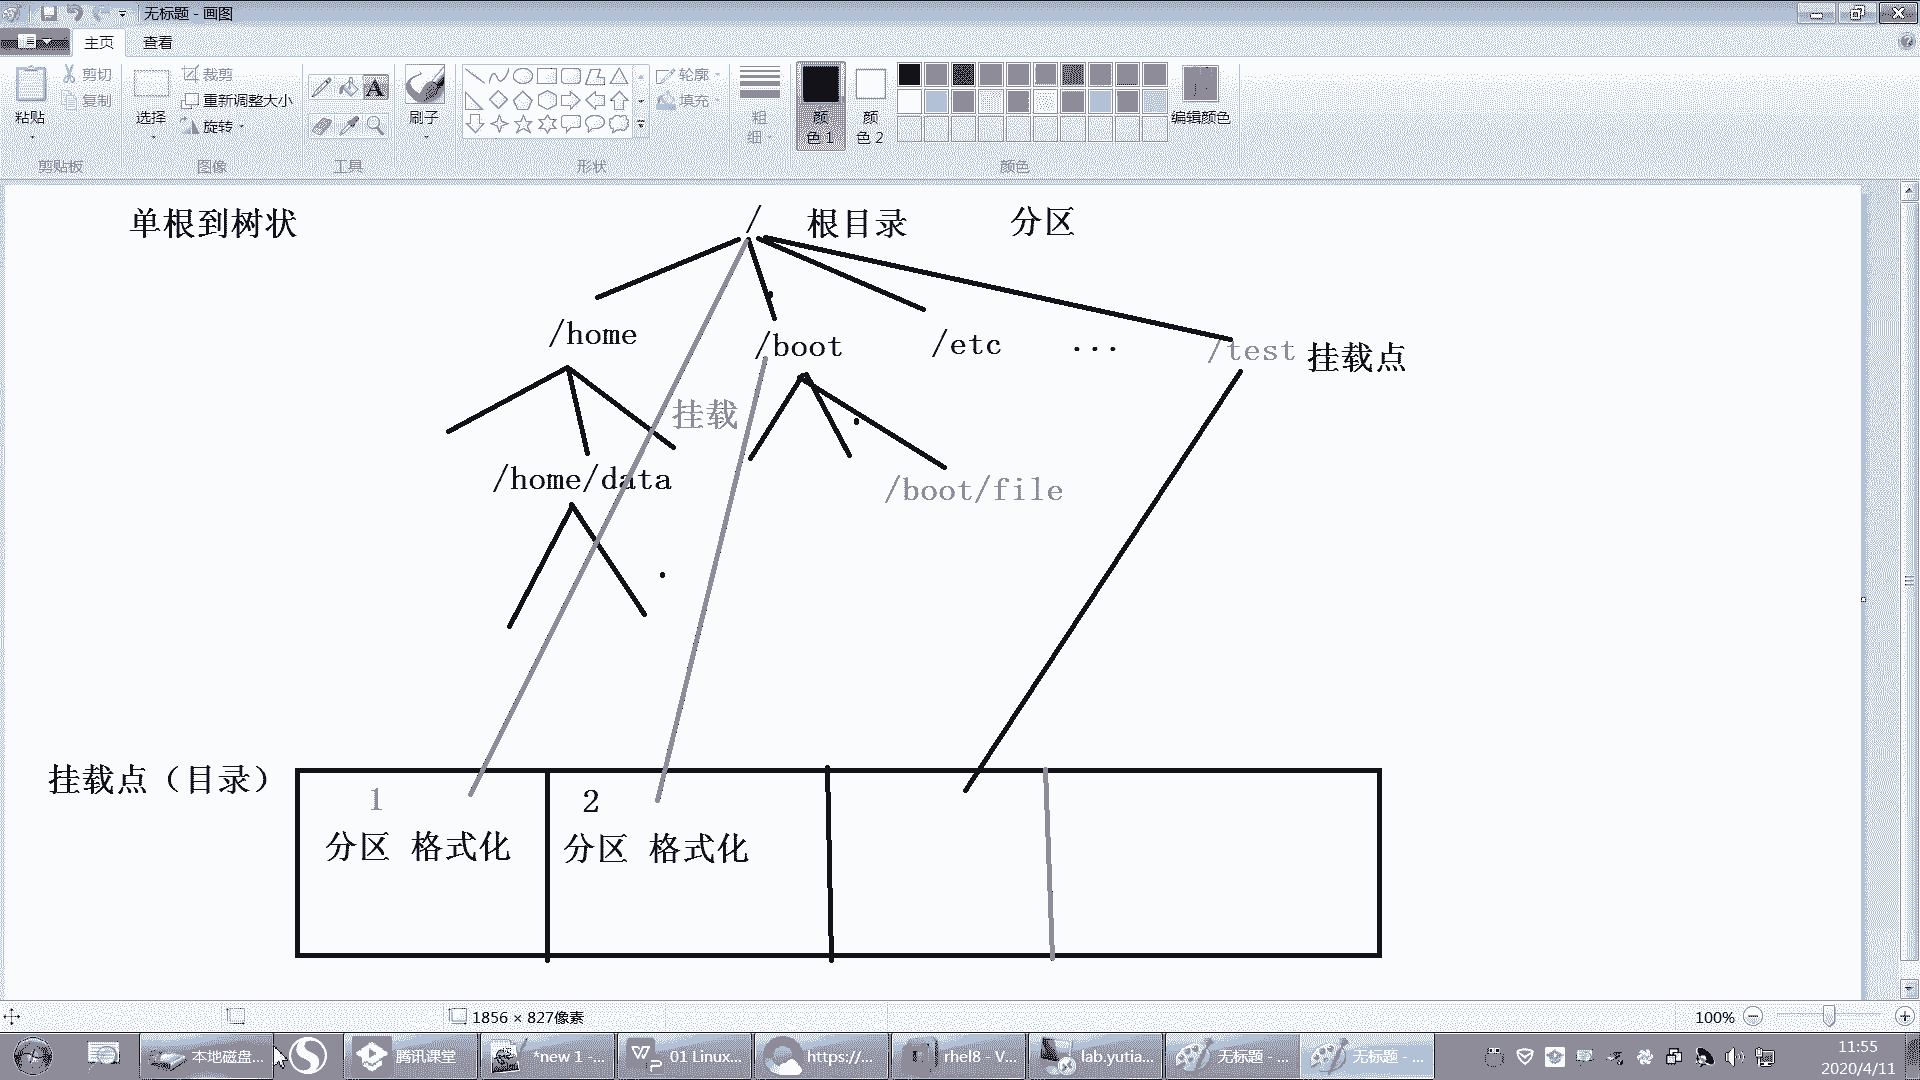 无标题 - 画图
主页 查看
粘贴 剪切 复制 剪贴板
选择 裁剪 重新调整大小 旋转 图像
A
工具
刷子
形状
轮廓 填充
粗细
颜色 1
颜色 2
编辑颜色
颜色
单根到树状 / 根目录 分区
/home /boot /etc ... /test 挂载点
挂载
/home/data /boot/file
挂载点（目录）
1 2
分区 格式化 分区 格式化
1856 × 827像素 100%
本地磁盘... 腾讯课堂 *new 1 -... 01 Linux... https://... rhel8 - V... lab.yutia... 无标题 - ... 无标题 - ...
11:55
2020/4/11